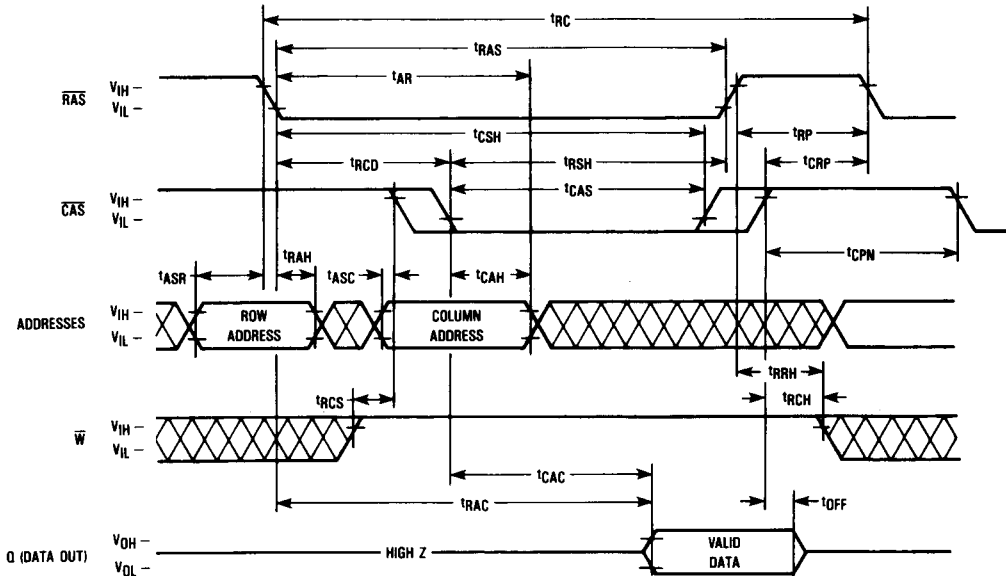 tRC
tRAS
tAR
RAS
VIH
VIL
tCSH
tRP
tRCD
tRSH
tCRP
tCAS
CAS
VIH
VIL
tASR
tRAH
tASC
tCAH
tCPN
ADDRESSES
VIH
VIL
ROW
ADDRESS
COLUMN
ADDRESS
tRCS
tRRH
tRCH
W
VIH
VIL
tCAC
tRAC
tOFF
Q (DATA OUT)
VOH
VOL
HIGH Z
VALID
DATA